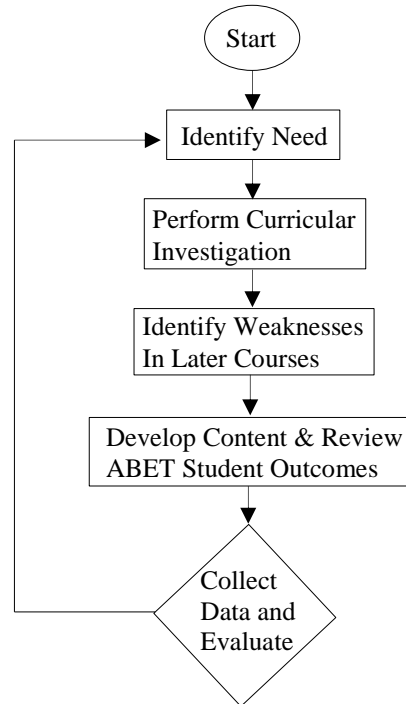 Start
Identify Need
Perform Curricular
Investigation
Identify Weaknesses
In Later Courses
Develop Content & Review
ABET Student Outcomes
Collect
Data and
Evaluate